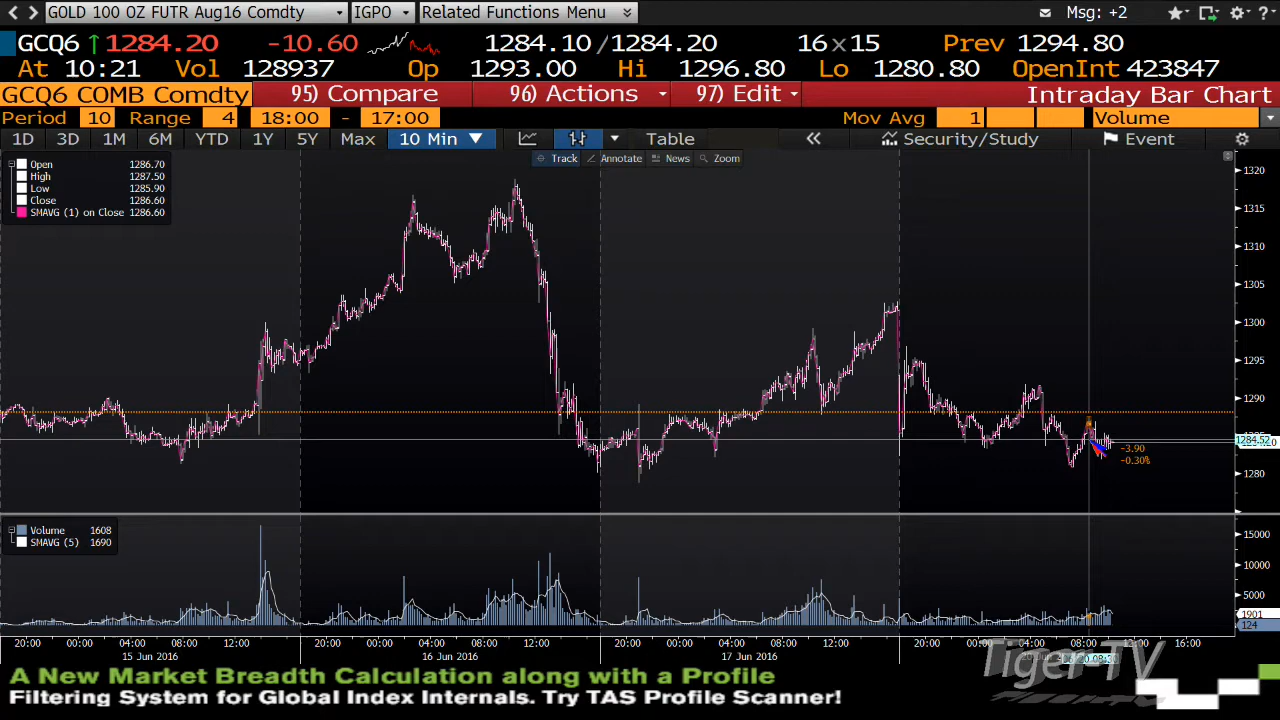 GOLD 100 OZ FUTR Aug16 Comdty IGPO Related Functions Menu Msg: +2
GCQ6 1284.20 -10.60 1284.10/1284.20 16x15 Prev 1294.80
At 10:21 Vol 128937 Op 1293.00 Hi 1296.80 Lo 1280.80 OpenInt 423847
GCQ6 COMB Comdty 95) Compare 96) Actions 97) Edit Intraday Bar Chart
Period 10 Range 4 18:00 - 17:00 Mov Avg 1 Volume
1D 3D 1M 6M YTD 1Y 5Y Max 10 Min Table Security/Study Event
Track Annotate News Zoom
Open 1286.70
High 1287.50
Low 1285.90
Close 1286.60
SMAVG (1) on Close 1286.60
1320
1315
1310
1305
1300
1295
1290
1284.52
-3.90
-0.30%
1280
Volume 1608
SMAVG (5) 1690
15000
10000
5000
1901
124
20:00 00:00 04:00 08:00 12:00 20:00 00:00 04:00 08:00 12:00 20:00 00:00 04:00 08:00 12:00 20:00 00:00 04:00 08:00 12:00 16:00
15 Jun 2016 16 Jun 2016 17 Jun 2016
TigerTV
A New Market Breadth Calculation along with a Profile
Filtering System for Global Index Internals. Try TAS Profile Scanner!